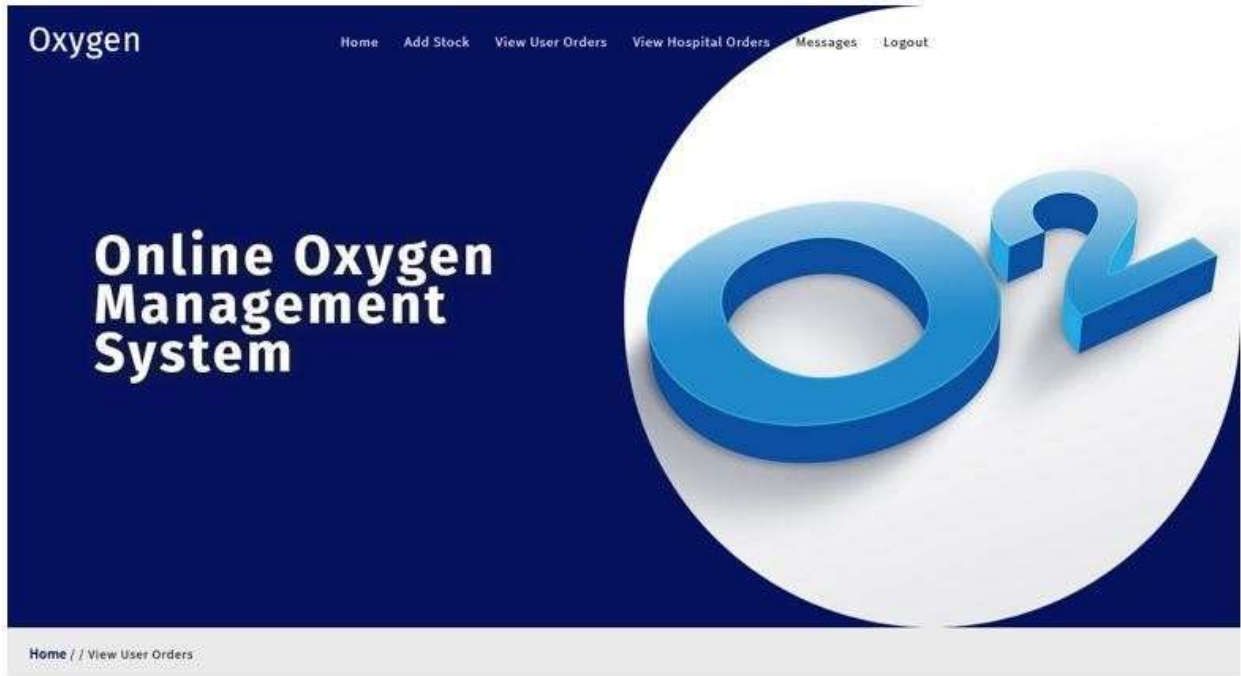 Oxygen
Home Add Stock View User Orders View Hospital Orders Messages Logout
Online Oxygen
Management
System
O2
Home / / View User Orders